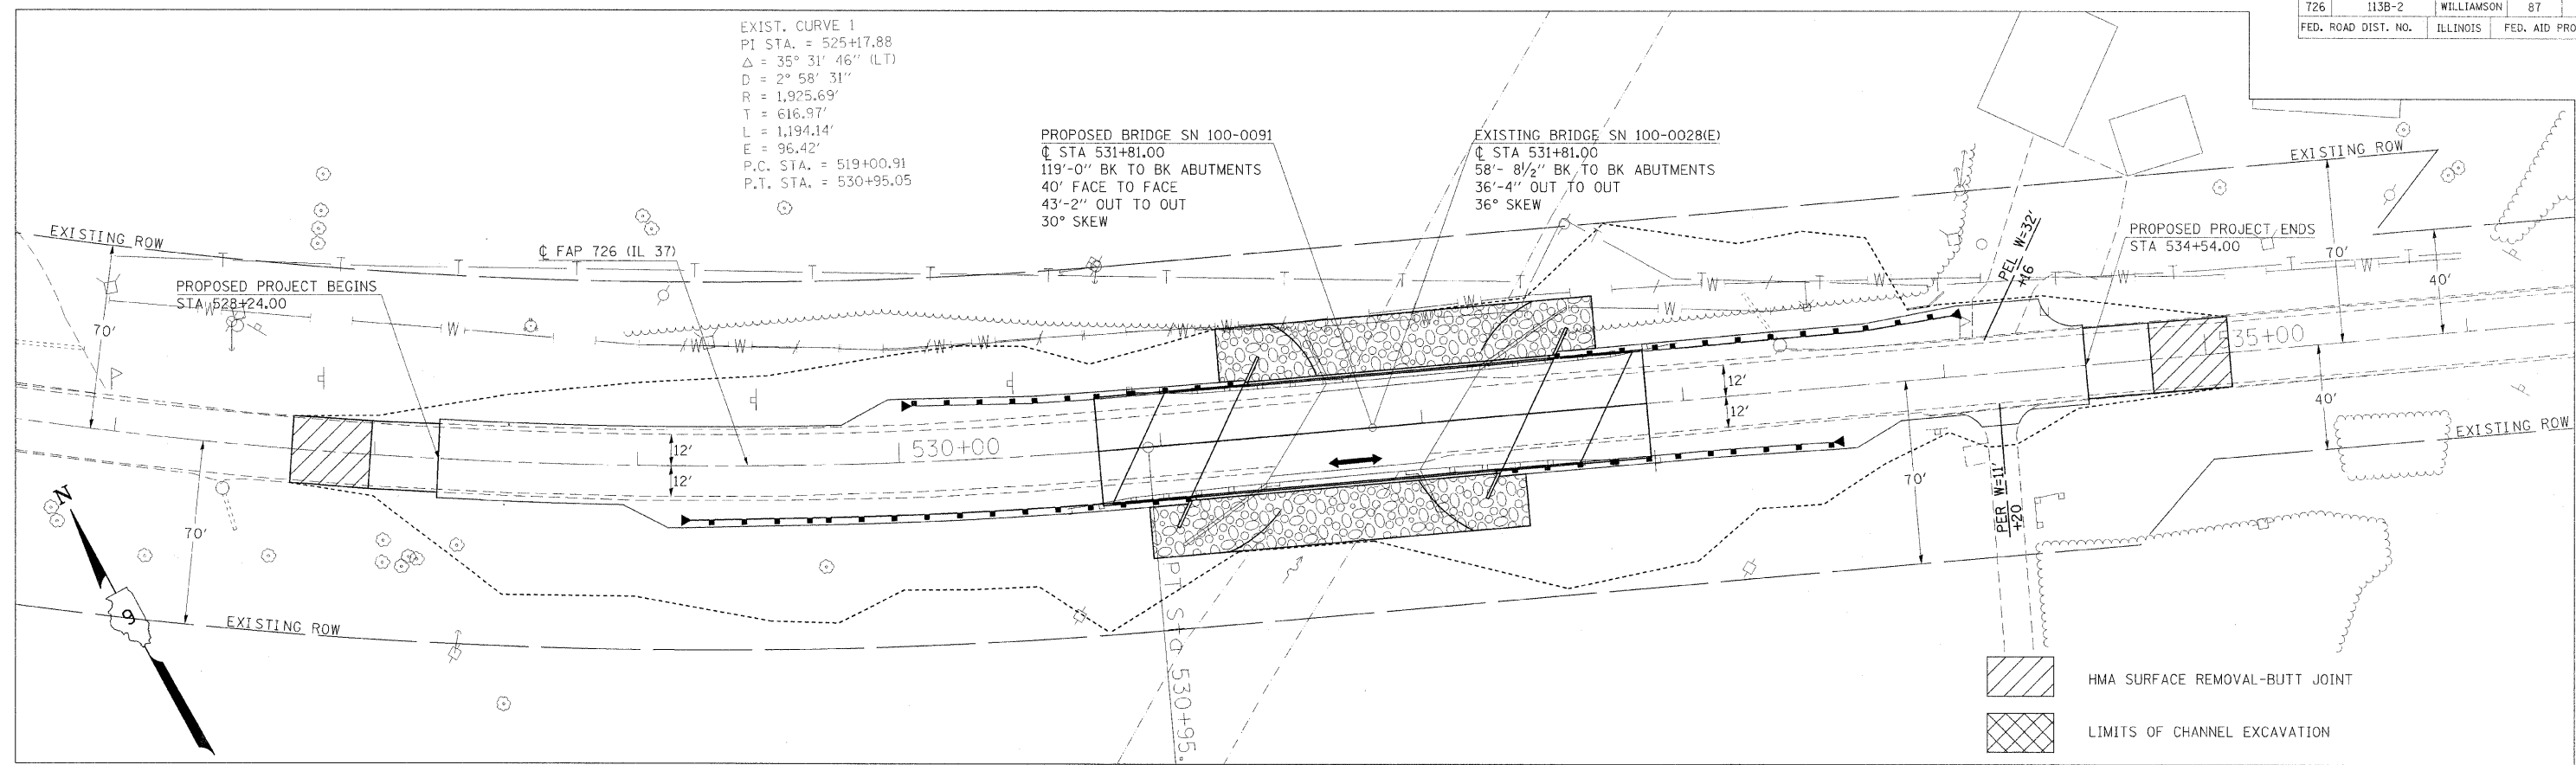 726 113B-2 WILLIAMSON 87
FED. ROAD DIST. NO. ILLINOIS FED. AID PRO
EXIST. CURVE 1
PI STA. = 525+17.88
Δ = 35° 31' 46" (LT)
D = 2° 58' 31"
R = 1,925.69'
T = 616.97'
L = 1,194.14'
E = 96.42'
P.C. STA. = 519+00.91
P.T. STA. = 530+95.05
PROPOSED BRIDGE SN 100-0091
℄ STA 531+81.00
119'-0" BK TO BK ABUTMENTS
40' FACE TO FACE
43'-2" OUT TO OUT
30° SKEW
EXISTING BRIDGE SN 100-0028(E)
℄ STA 531+81.00
58'- 8½" BK TO BK ABUTMENTS
36'-4" OUT TO OUT
36° SKEW
EXISTING ROW
EXISTING ROW
℄ FAP 726 (IL 37)
PROPOSED PROJECT BEGINS
STA 528+24.00
PROPOSED PROJECT ENDS
STA 534+54.00
PEL W=32'
+16
70'
70'
40'
T T T T T T T T T T T T T T T T T T
W W W W W W W W W W W W W W
535+00
530+00
12'
12'
12'
12'
40'
EXISTING ROW
70'
70'
PER W=11'
+20
N
9
EXISTING ROW
PT Sta 530+95.
HMA SURFACE REMOVAL-BUTT JOINT
LIMITS OF CHANNEL EXCAVATION